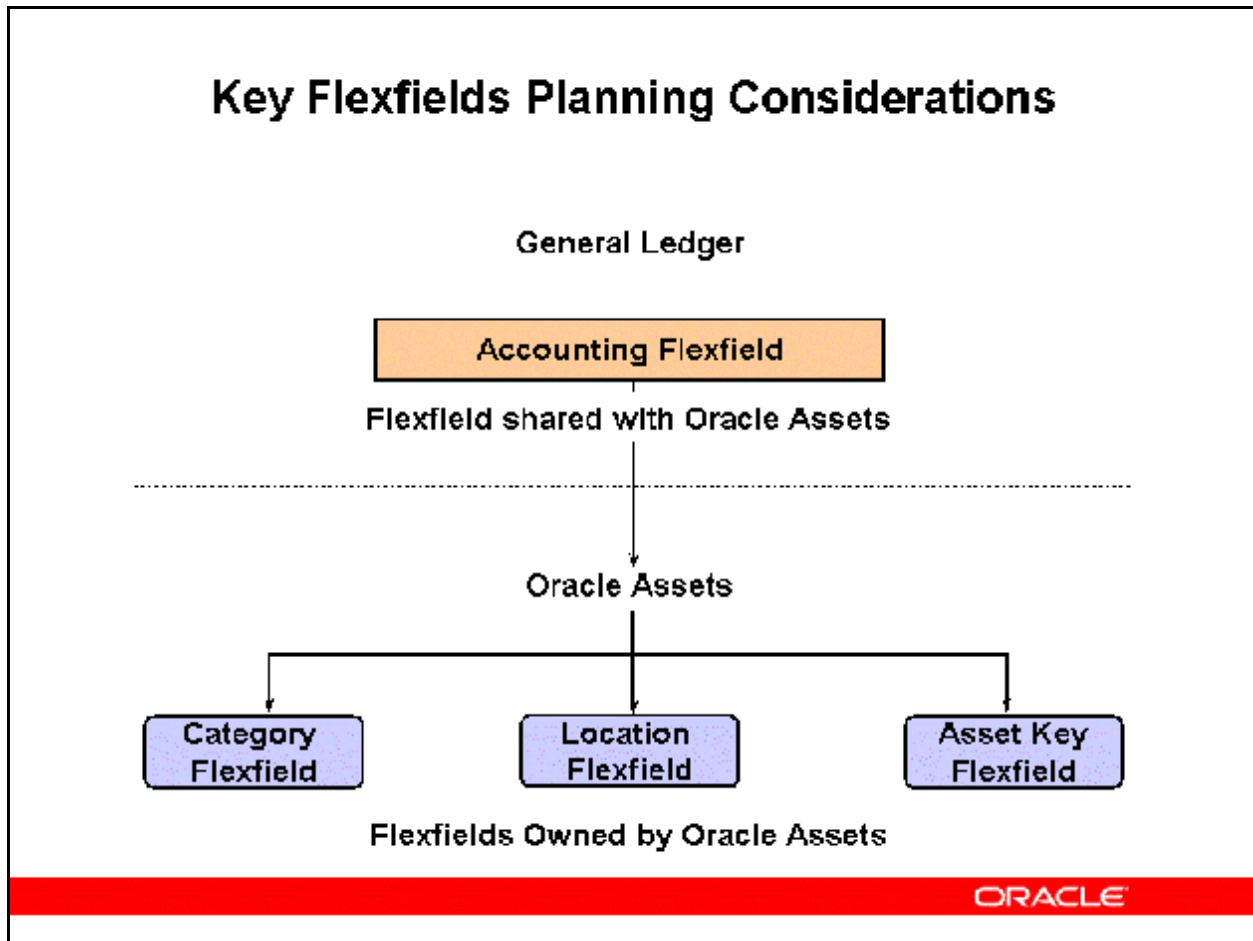 Key Flexfields Planning Considerations
General Ledger
Accounting Flexfield
Flexfield shared with Oracle Assets
Oracle Assets
Category
Flexfield
Location
Flexfield
Asset Key
Flexfield
Flexfields Owned by Oracle Assets
ORACLE